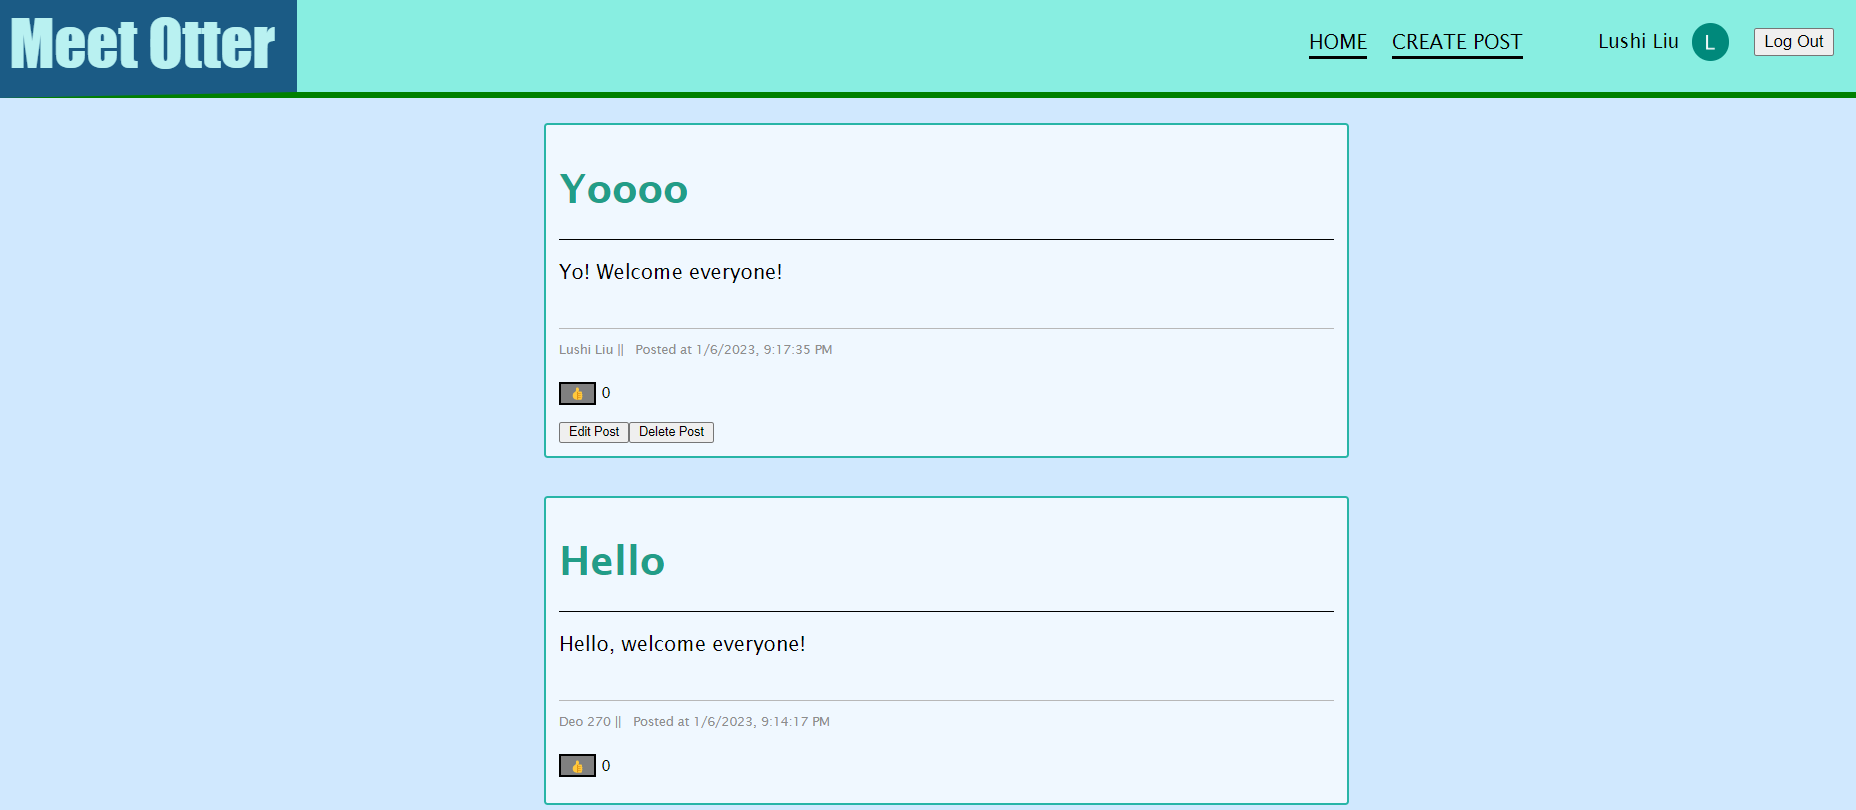 Meet Otter
HOME CREATE POST Lushi Liu L Log Out
Yoooo
Yo! Welcome everyone!
Lushi Liu || Posted at 1/6/2023, 9:17:35 PM
👍 0
Edit Post Delete Post
Hello
Hello, welcome everyone!
Deo 270 || Posted at 1/6/2023, 9:14:17 PM
👍 0